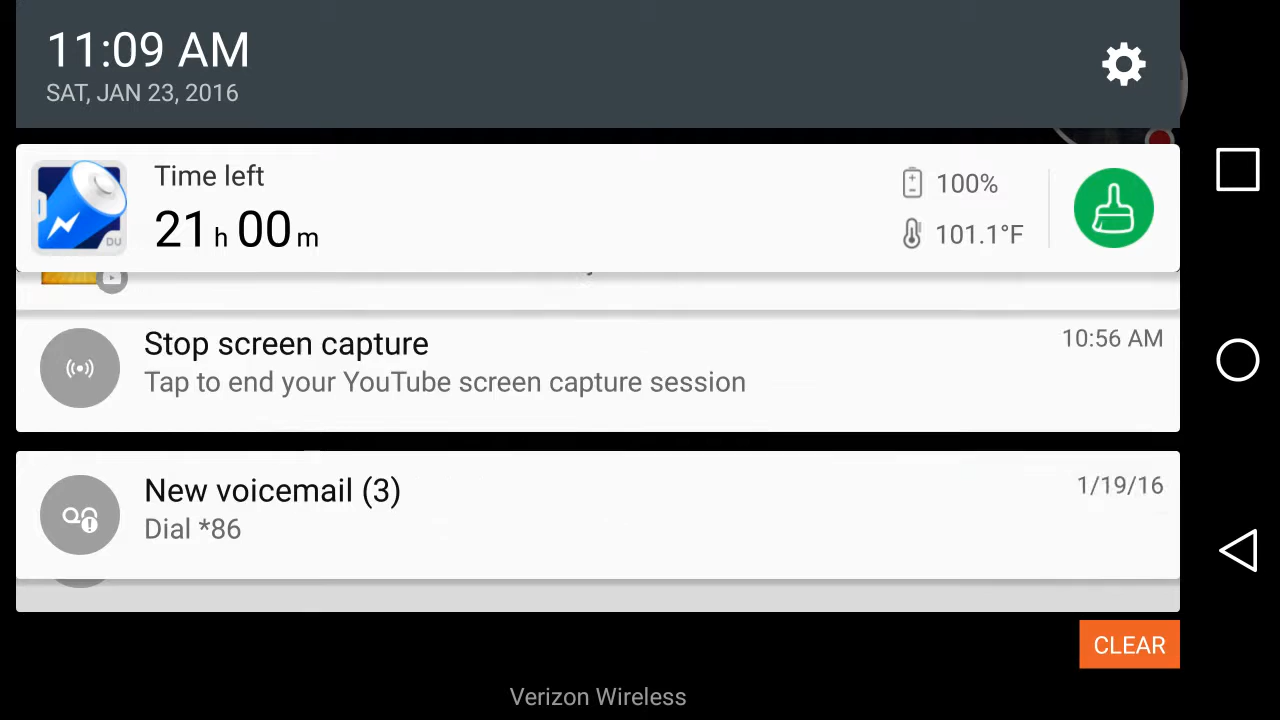 11:09 AM
SAT, JAN 23, 2016
Time left
100%
21 h 00 m
101.1°F
DU
Stop screen capture
10:56 AM
Tap to end your YouTube screen capture session
New voicemail (3)
1/19/16
Dial *86
CLEAR
Verizon Wireless